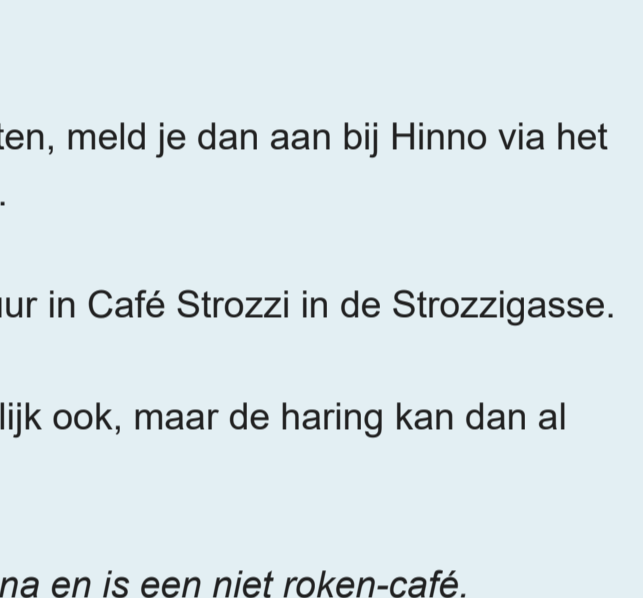 ten, meld je dan aan bij Hinno via het
.
uur in Café Strozzi in de Strozzigasse.
lijk ook, maar de haring kan dan al
na en is een niet roken-café.